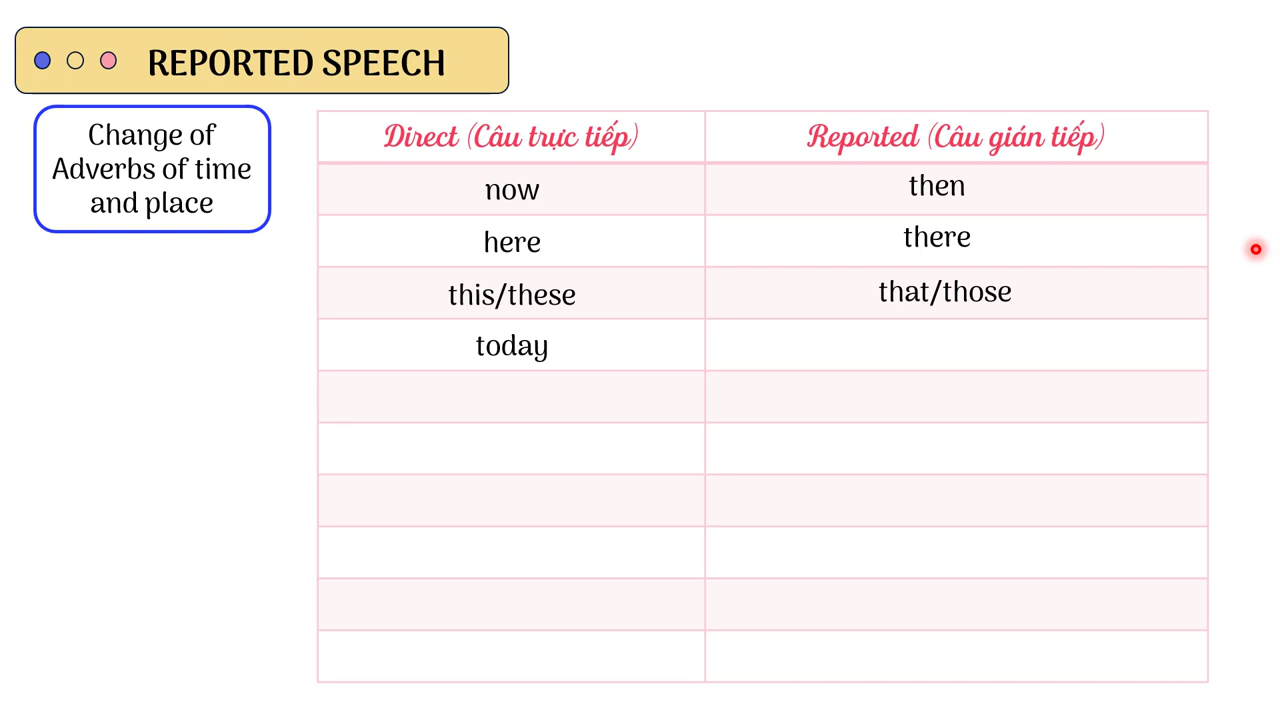 REPORTED SPEECH
Change of
Adverbs of time
and place
Direct (Câu trực tiếp) Reported (Câu gián tiếp)
now then
here there
this/these that/those
today